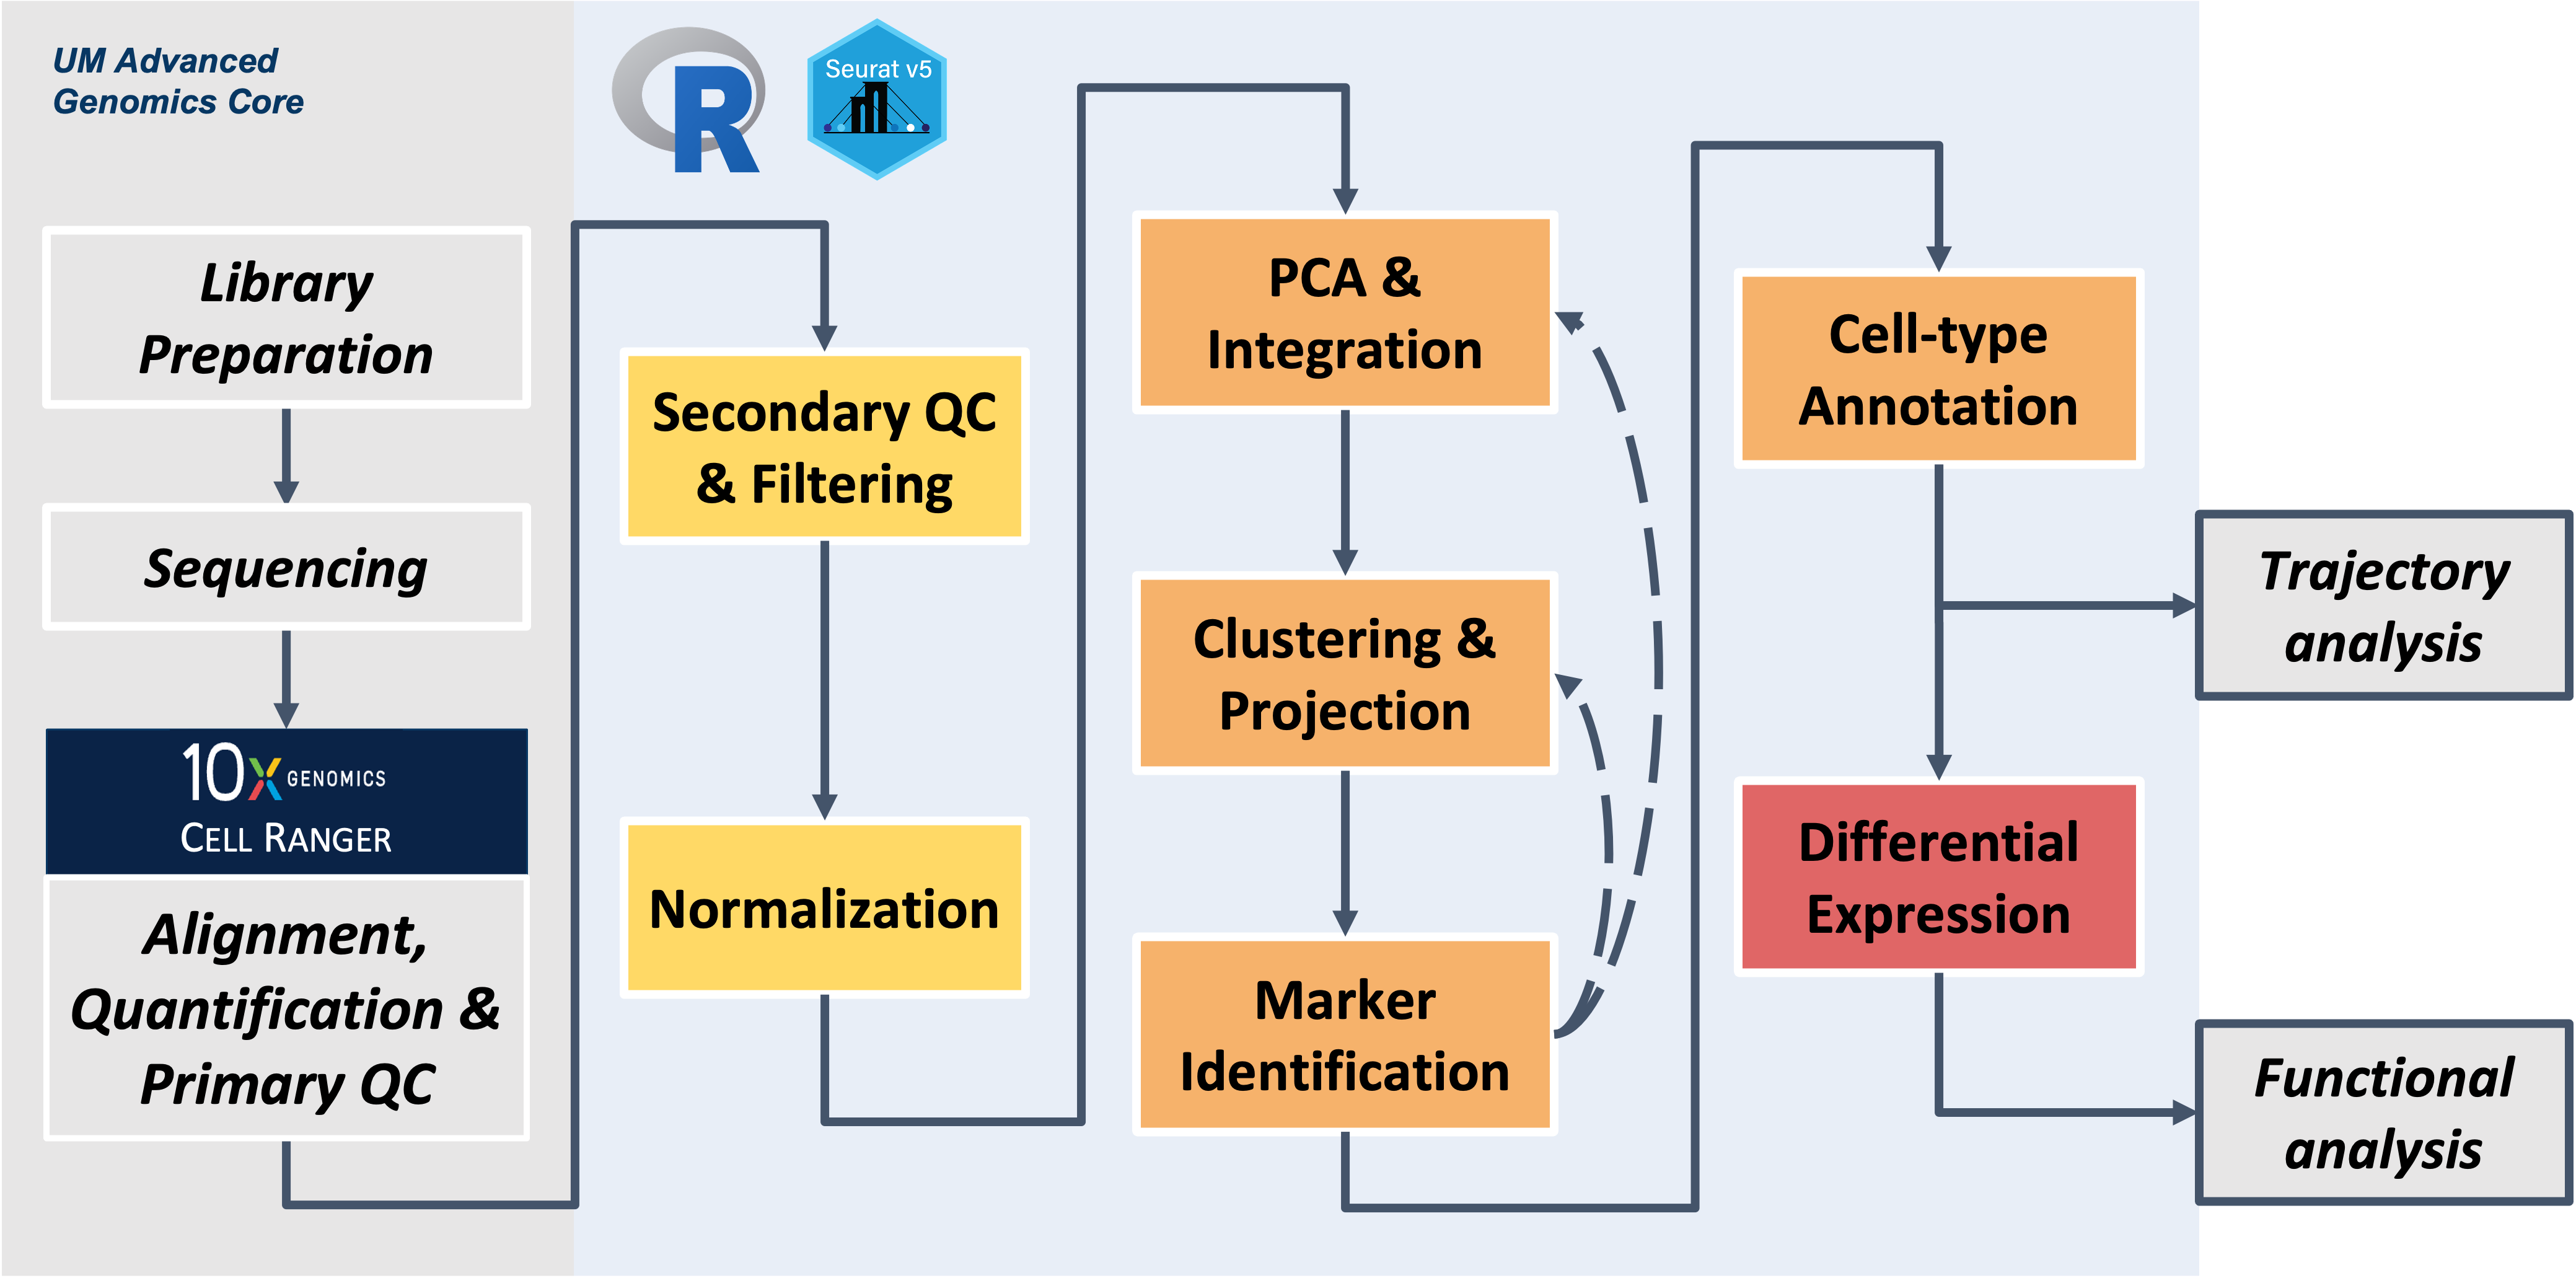 UM Advanced
Genomics Core
R
Seurat v5
Library
Preparation
Sequencing
10x GENOMICS
CELL RANGER
Alignment,
Quantification &
Primary QC
Secondary QC
& Filtering
Normalization
PCA &
Integration
Clustering &
Projection
Marker
Identification
Cell-type
Annotation
Differential
Expression
Trajectory
analysis
Functional
analysis